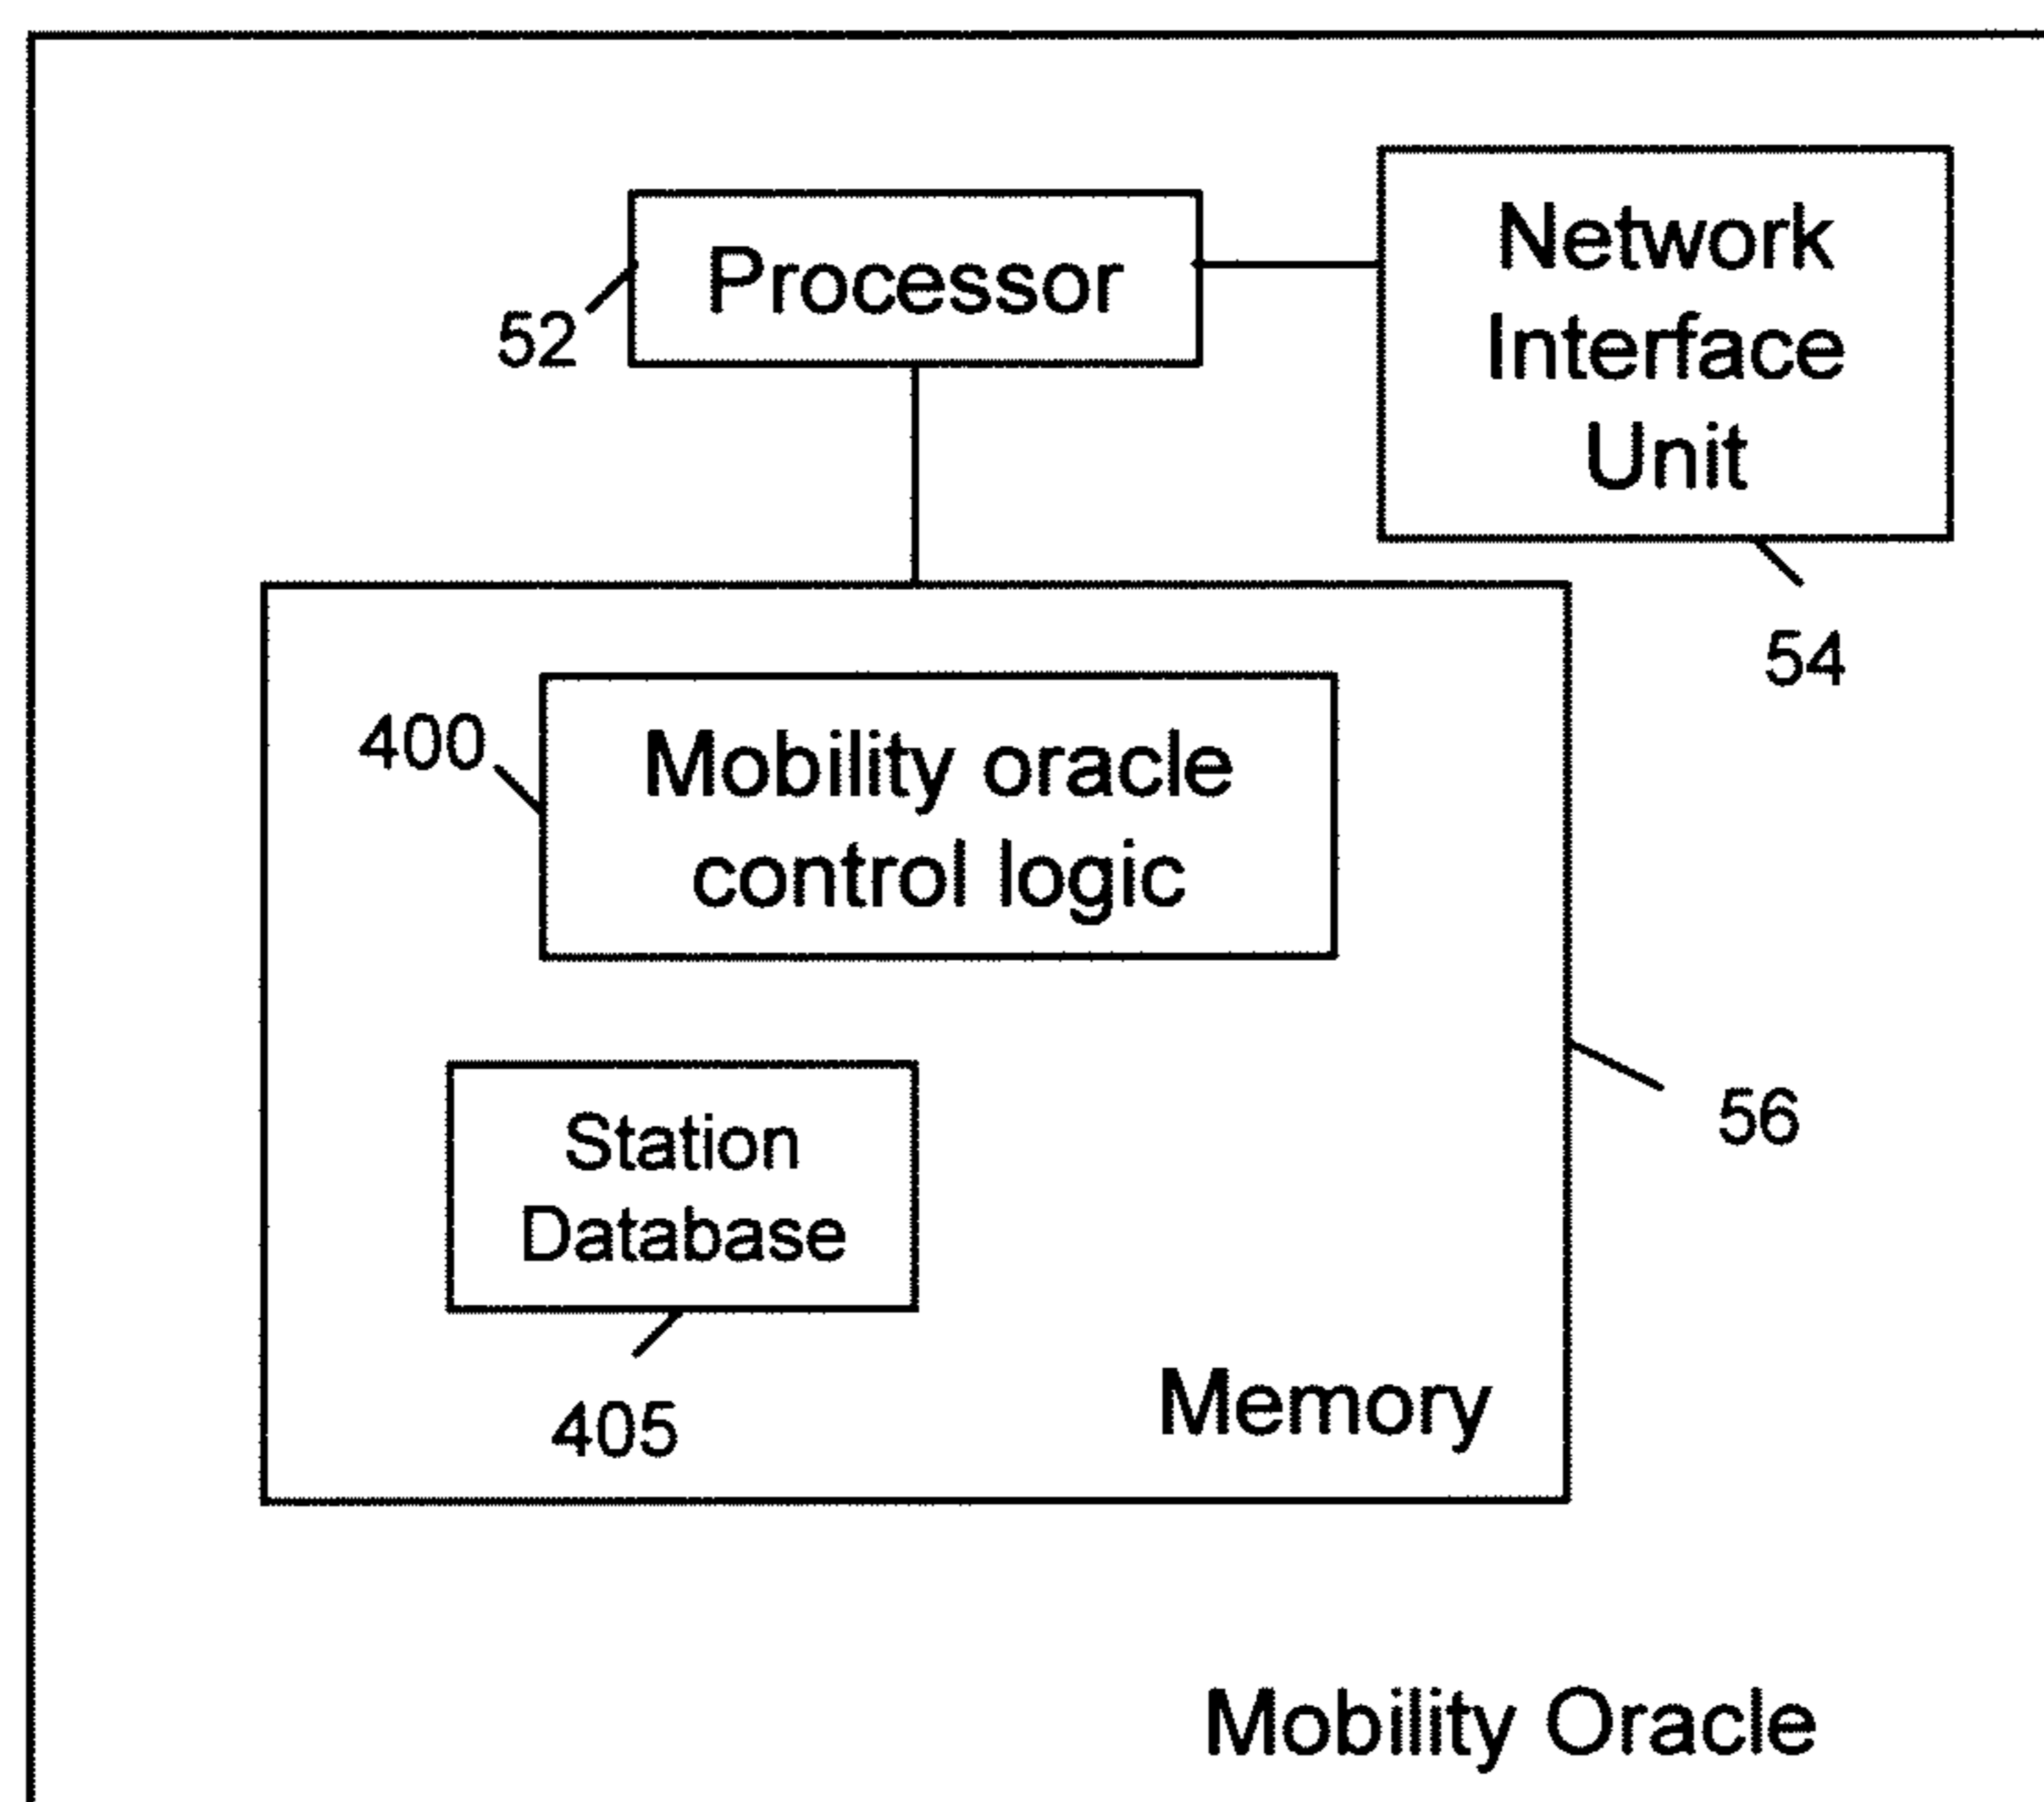 Processor
52
Network
Interface
Unit
54
400
Mobility oracle
control logic
56
Station
Database
405
Memory
Mobility Oracle